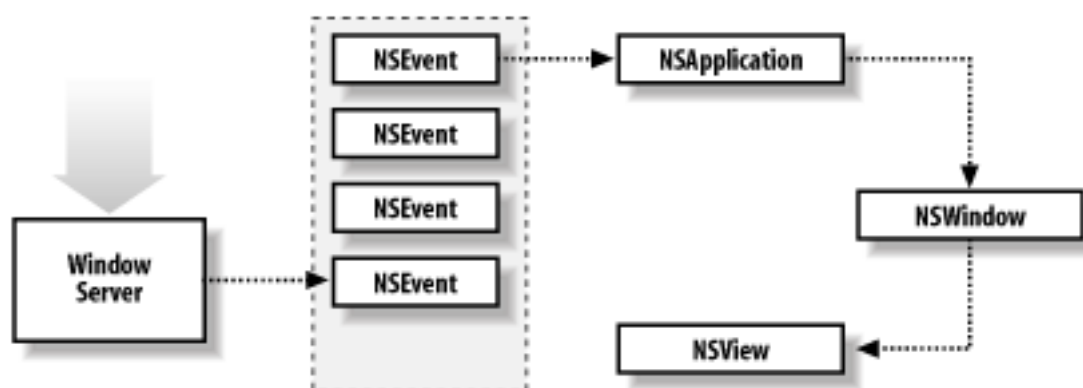 NSEvent
NSApplication
NSEvent
NSEvent
NSWindow
Window
Server
NSEvent
NSView